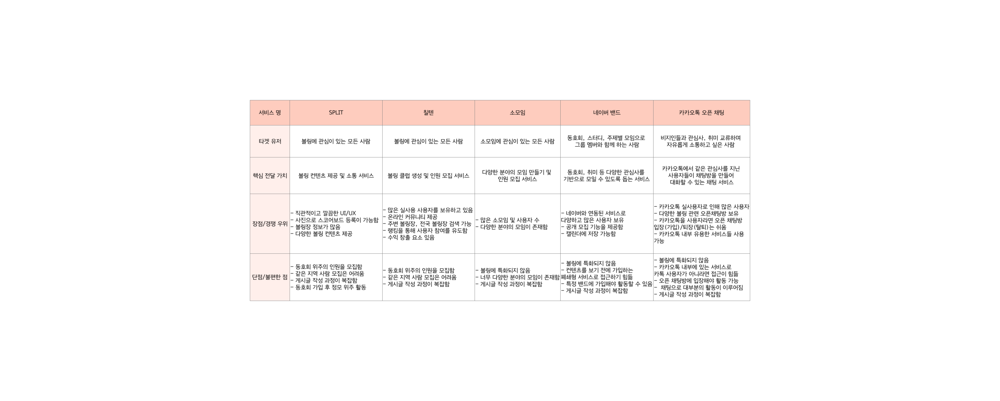 서비스 명
SPLIT
칠텐
소모임
네이버 밴드
카카오톡 오픈 채팅
타겟 유저
볼링에 관심이 있는 모든 사람
볼링에 관심이 있는 모든 사람
소모임에 관심이 있는 모든 사람
동호회, 스터디, 주제별 모임으로
그룹 멤버와 함께 하는 사람
비지인들과 관심사, 취미 교류하며
자유롭게 소통하고 싶은 사람
핵심 전달 가치
볼링 컨텐츠 제공 및 소통 서비스
볼링 클럽 생성 및 인원 모집 서비스
다양한 분야의 모임 만들기 및
인원 모집 서비스
동호회, 취미 등 다양한 관심사를
기반으로 모일 수 있도록 돕는 서비스
카카오톡에서 같은 관심사를 지닌
사용자들이 채팅방을 만들어
대화할 수 있는 채팅 서비스
장점/경쟁 우위
- 직관적이고 깔끔한 UI/UX
- 사진으로 스코어보드 등록이 가능함
- 볼링장 정보가 많음
- 다양한 볼링 컨텐츠 제공
- 많은 실사용 사용자를 보유하고 있음
- 온라인 커뮤니티 제공
- 주변 볼링장, 전국 볼링장 검색 가능
- 랭킹을 통해 사용자 참여를 유도함
- 수익 창출 요소 있음
- 많은 소모임 및 사용자 수
- 다양한 분야의 모임이 존재함
- 네이버와 연동된 서비스로
다양하고 많은 사용자 보유
- 공개 모집 기능을 제공함
- 캘린더에 저장 가능함
- 카카오톡 실사용자로 인해 많은 사용자
- 다양한 볼링 관련 오픈채팅방 보유
- 카카오톡을 사용자라면 오픈 채팅방
입장(가입)/퇴장(탈퇴)는 쉬움
- 카카오톡 내부 유용한 서비스들 사용
가능
단점/불편한 점
- 동호회 위주의 인원을 모집함
- 같은 지역 사람 모집은 어려움
- 게시글 작성 과정이 복잡함
- 동호회 가입 후 정모 위주 활동
- 동호회 위주의 인원을 모집함
- 같은 지역 사람 모집은 어려움
- 게시글 작성 과정이 복잡함
- 볼링에 특화되지 않음
- 너무 다양한 분야의 모임이 존재함
- 게시글 작성 과정이 복잡함
- 볼링에 특화되지 않음
- 컨텐츠를 보기 전에 가입하는
폐쇄형 서비스로 접근하기 힘듦
- 특정 밴드에 가입해야 활동할 수 있음
- 게시글 작성 과정이 복잡함
- 볼링에 특화되지 않음
- 카카오톡 내부에 있는 서비스로
카톡 사용자가 아니라면 접근이 힘듦
- 오픈 채팅방에 입장해야 활동 가능
- 채팅으로 대부분의 활동이 이루어짐
- 게시글 작성 과정이 복잡함